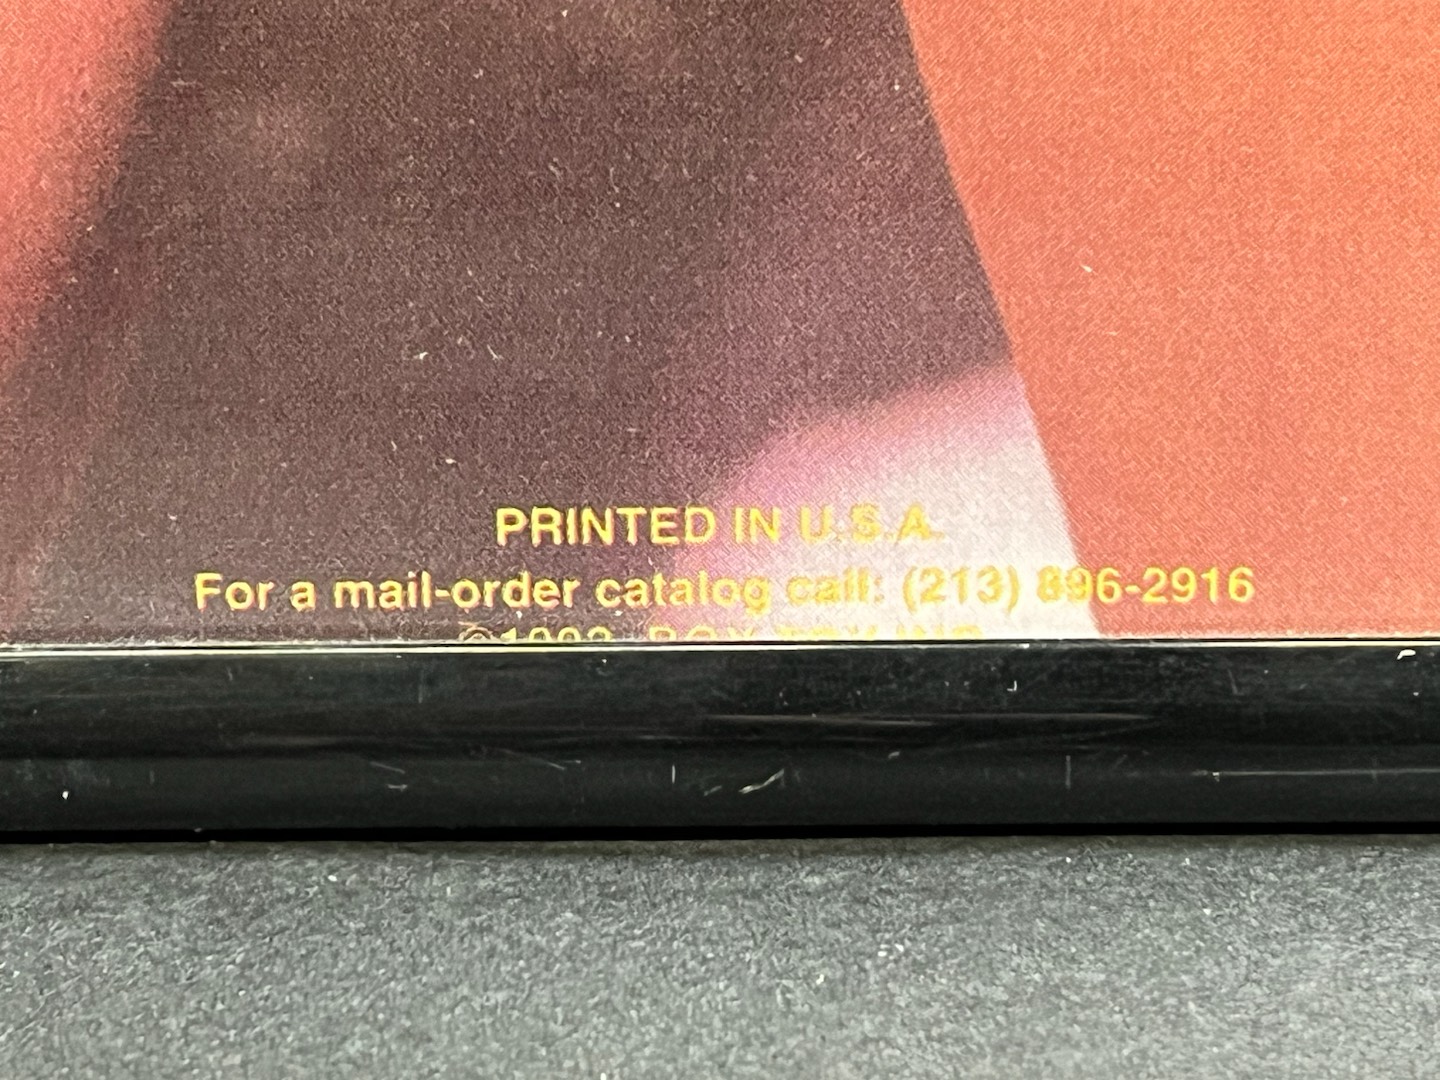 PRINTED IN U.S.A.
For a mail-order catalog call: (213) 896-2916